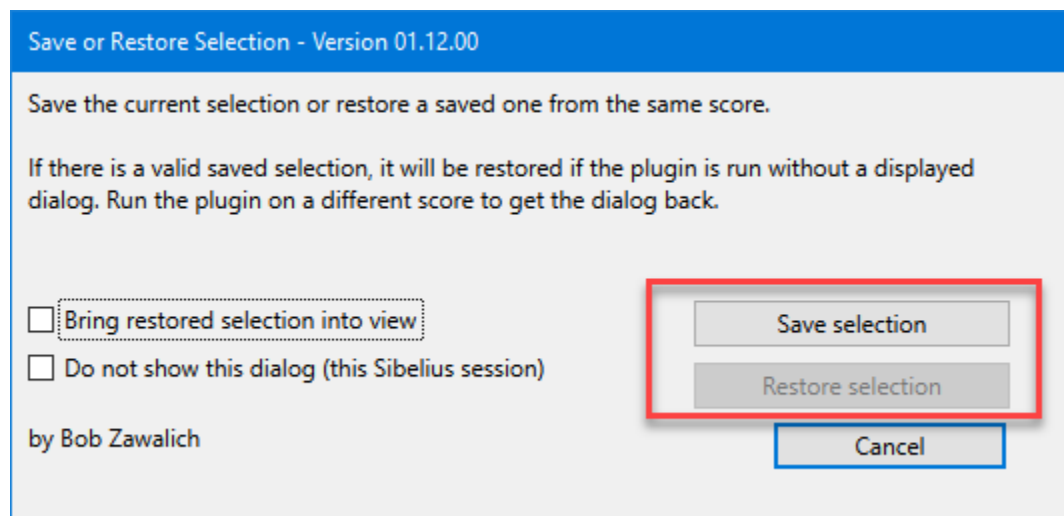 Save or Restore Selection - Version 01.12.00
Save the current selection or restore a saved one from the same score.
If there is a valid saved selection, it will be restored if the plugin is run without a displayed
dialog. Run the plugin on a different score to get the dialog back.
Bring restored selection into view
Save selection
Do not show this dialog (this Sibelius session)
Restore selection
by Bob Zawalich
Cancel